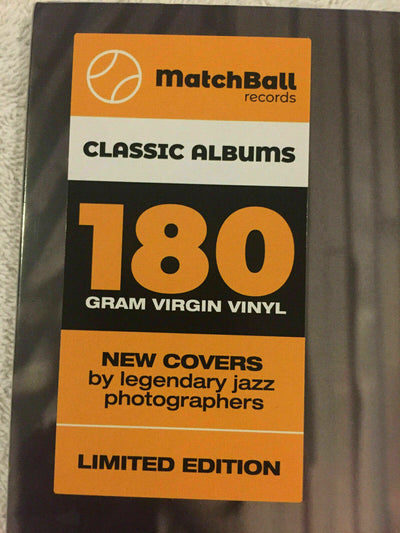 MatchBall
records
CLASSIC ALBUMS
180
GRAM VIRGIN VINYL
NEW COVERS
by legendary jazz
photographers
LIMITED EDITION